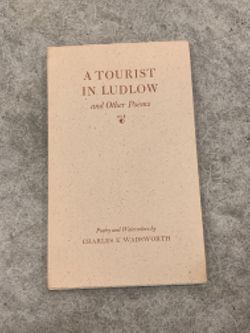 A TOURIST
IN LUDLOW
and Other Poems
Poetry and Watercolors by
CHARLES E WADSWORTH